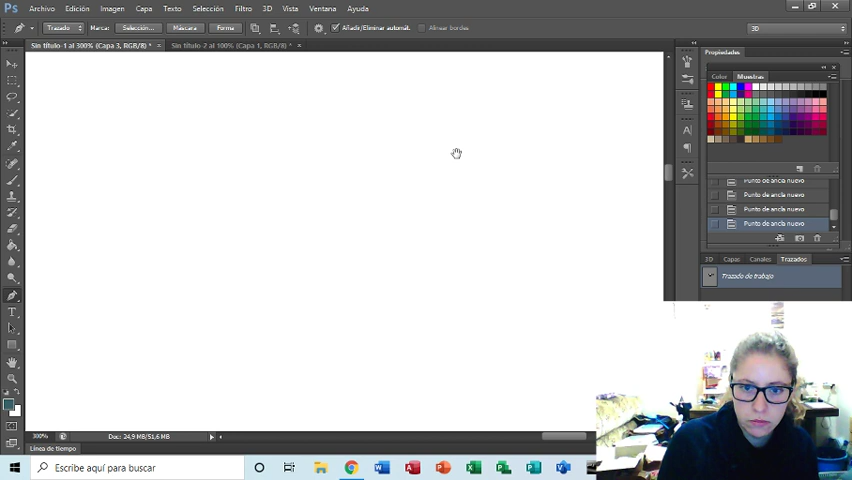 Ps Archivo Edición Imagen Capa Texto Selección Filtro 3D Vista Ventana Ayuda
Trazado Marca: Selección... Máscara Forma Añadir/Eliminar automát. Alinear bordes 3D
Sin título-1 al 300% (Capa 3, RGB/8) * × Sin título-2 al 100% (Capa 1, RGB/8) * ×
Propiedades
Color Muestras
Punto de ancla nuevo
Punto de ancla nuevo
Punto de ancla nuevo
Punto de ancla nuevo
3D Capas Canales Trazados
Trazado de trabajo
300% Doc: 24,9 MB/51,6 MB
Línea de tiempo
Escribe aquí para buscar